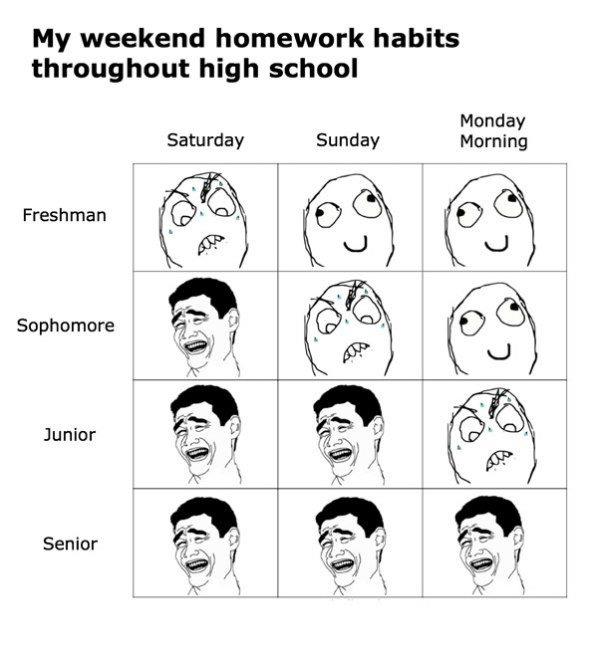 My weekend homework habits
throughout high school
Monday
Saturday Sunday Morning
Freshman
Sophomore
Junior
Senior